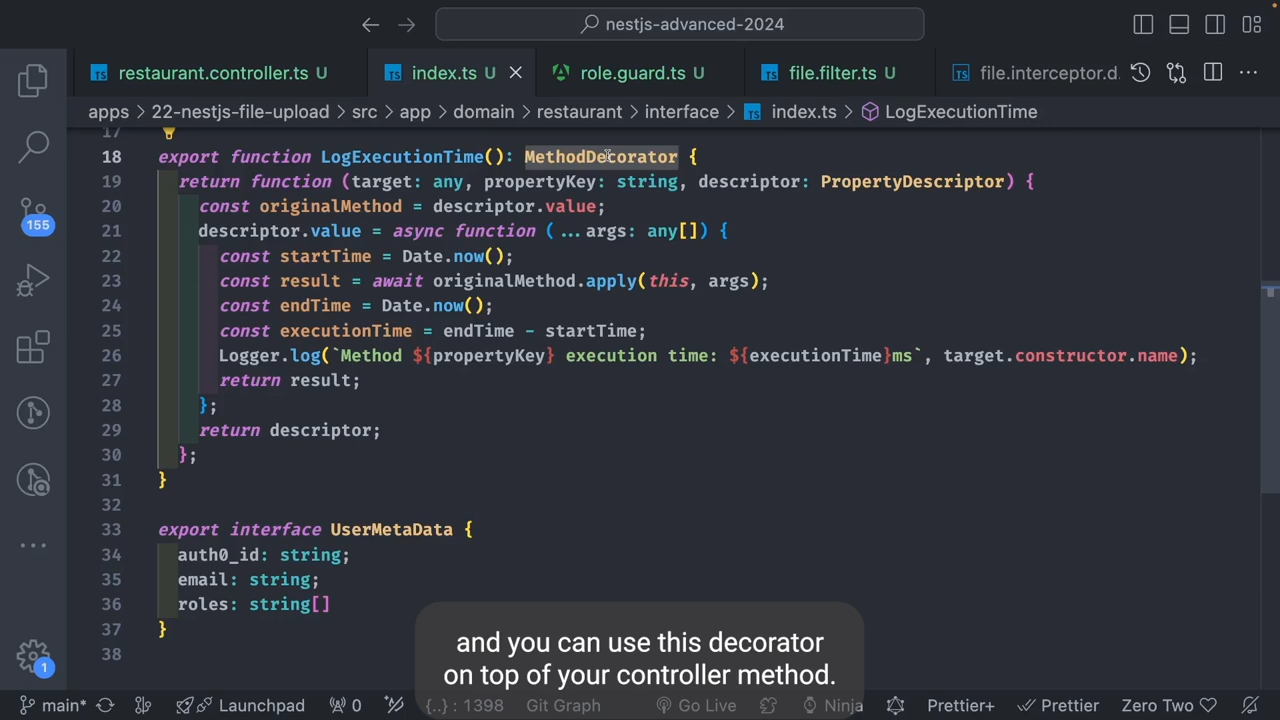 nestjs-advanced-2024
restaurant.controller.ts U
index.ts U
role.guard.ts U
file.filter.ts U
file.interceptor.d.
apps > 22-nestjs-file-upload > src > app > domain > restaurant > interface > index.ts > LogExecutionTime
17
18 export function LogExecutionTime(): MethodDecorator {
19 return function (target: any, propertyKey: string, descriptor: PropertyDescriptor) {
20 const originalMethod = descriptor.value;
21 descriptor.value = async function (...args: any[]) {
22 const startTime = Date.now();
23 const result = await originalMethod.apply(this, args);
24 const endTime = Date.now();
25 const executionTime = endTime - startTime;
26 Logger.log(`Method ${propertyKey} execution time: ${executionTime}ms`, target.constructor.name);
27 return result;
28 };
29 return descriptor;
30 };
31 }
32
33 export interface UserMetaData {
34 auth0_id: string;
35 email: string;
36 roles: string[]
37 }
38
155
1
and you can use this decorator
on top of your controller method.
main* Launchpad 0 {..} : 1398 Git Graph Go Live Ninja Prettier+ Prettier Zero Two